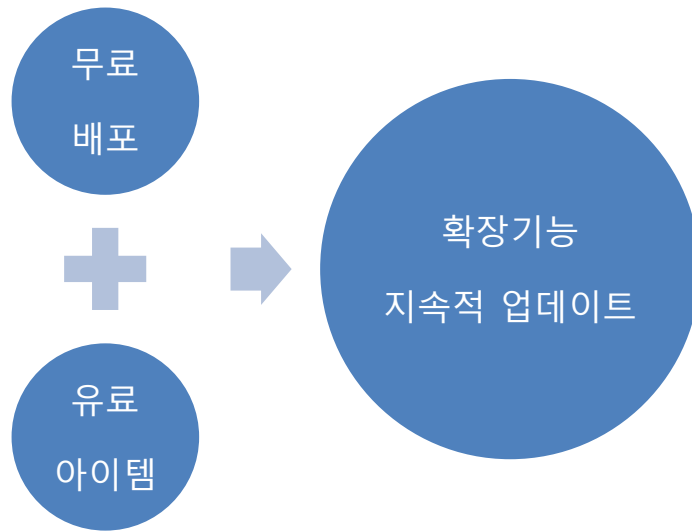 무료
배포
유료
아이템
확장기능
지속적 업데이트